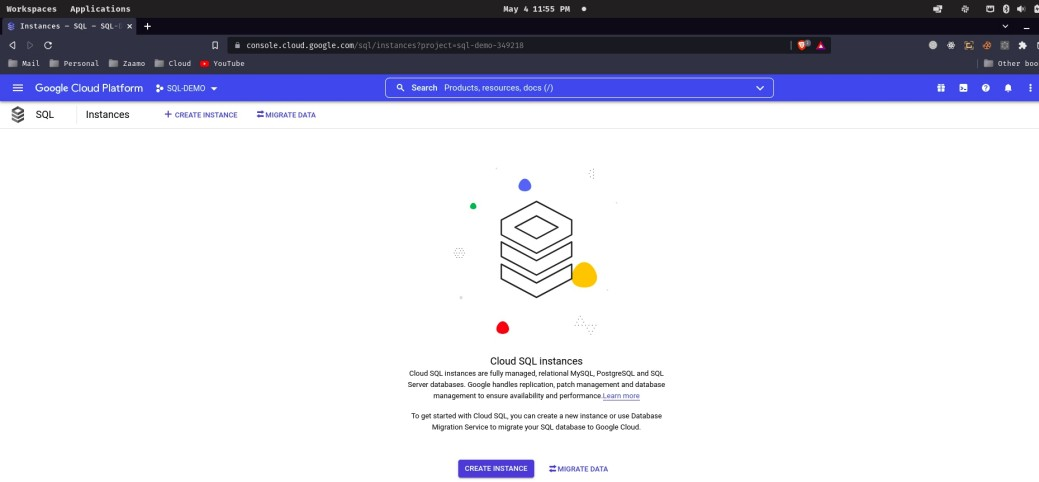 Workspaces Applications May 4 11:55 PM
Instances – SQL – SQL-
console.cloud.google.com/sql/instances?project=sql-demo-349218
Mail Personal Zaamo Cloud YouTube Other boo
Google Cloud Platform SQL-DEMO Search Products, resources, docs (/)
SQL Instances CREATE INSTANCE MIGRATE DATA
Cloud SQL instances
Cloud SQL instances are fully managed, relational MySQL, PostgreSQL and SQL
Server databases. Google handles replication, patch management and database
management to ensure availability and performance.Learn more
To get started with Cloud SQL, you can create a new instance or use Database
Migration Service to migrate your SQL database to Google Cloud.
CREATE INSTANCE MIGRATE DATA